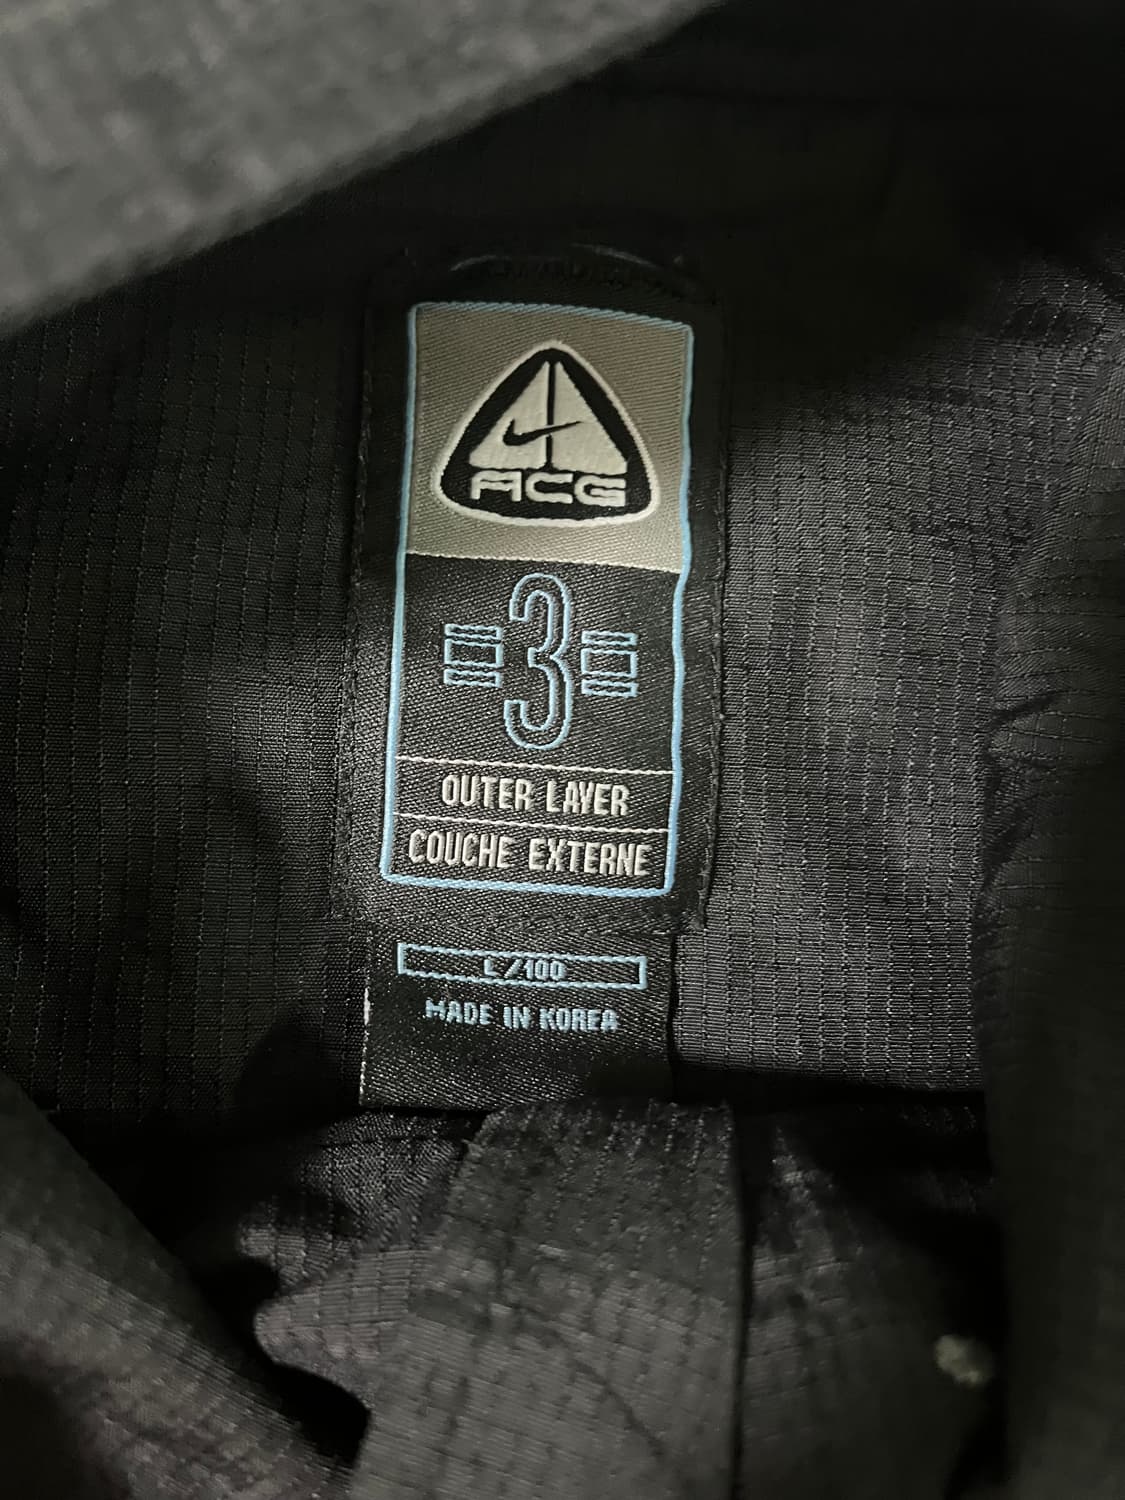 ACG
3
OUTER LAYER
COUCHE EXTERNE
L/100
MADE IN KOREA